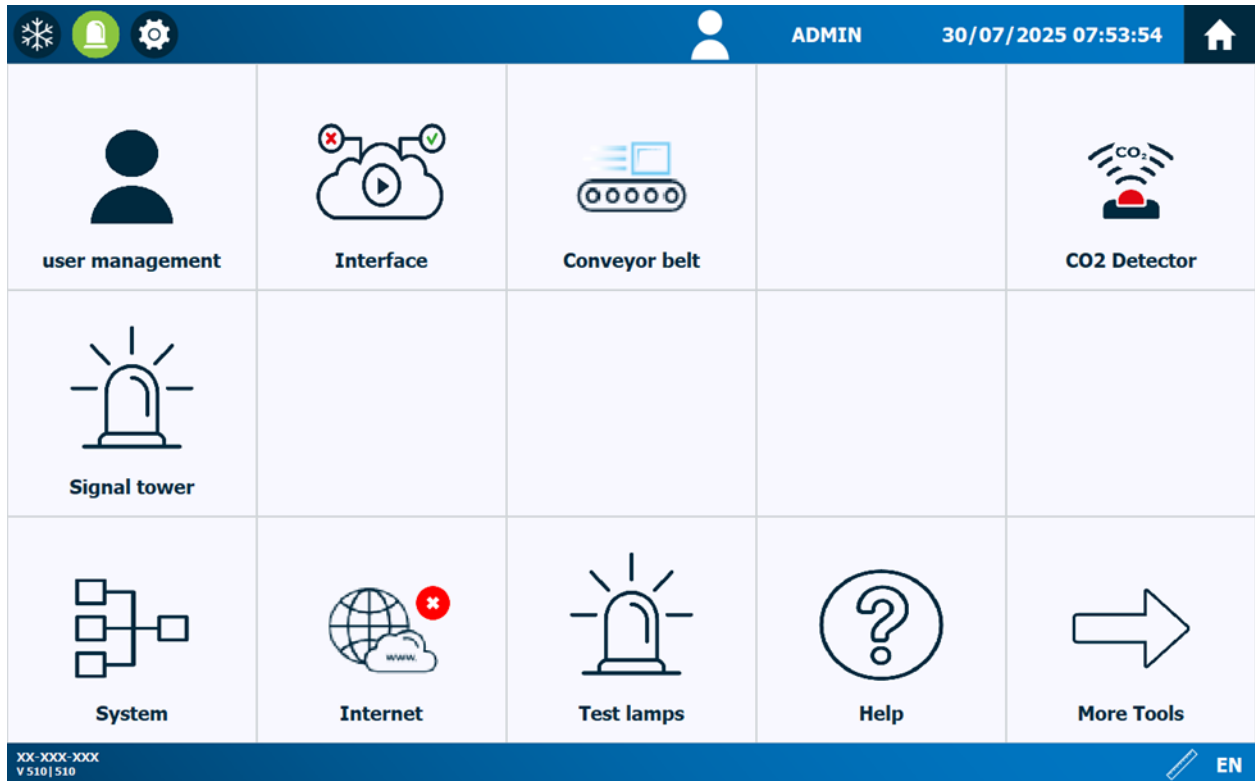 ADMIN 30/07/2025 07:53:54
CO₂
user management Interface Conveyor belt CO2 Detector
Signal tower
www.
System Internet Test lamps Help More Tools
XX-XXX-XXX
V 510| 510
EN